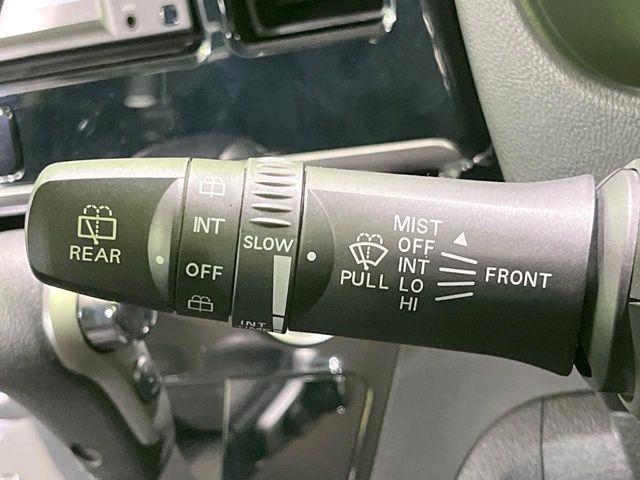 REAR
INT
OFF
SLOW
INT
PULL
MIST
OFF
INT
LO
HI
FRONT